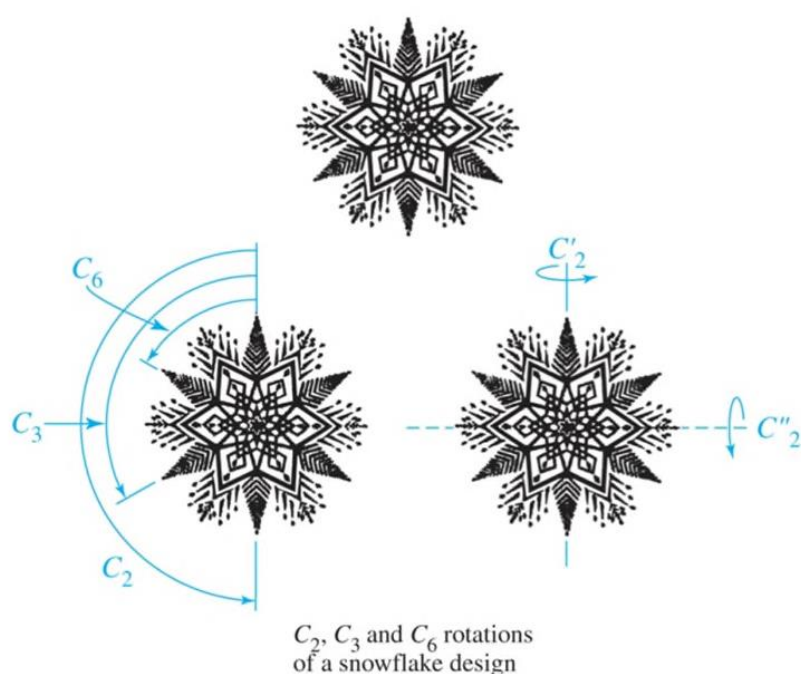 C₆
C₃
C₂
C′₂
C″₂
C₂, C₃ and C₆ rotations
of a snowflake design